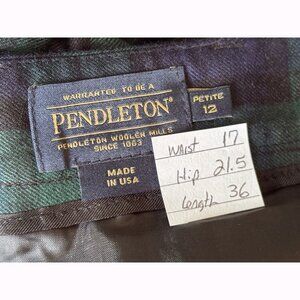 WARRANTED TO BE A
PENDLETON®
PENDLETON WOOLEN MILLS
SINCE 1863
PETITE
12
MADE
IN USA
Waist 17
Hip 21.5
Length 36